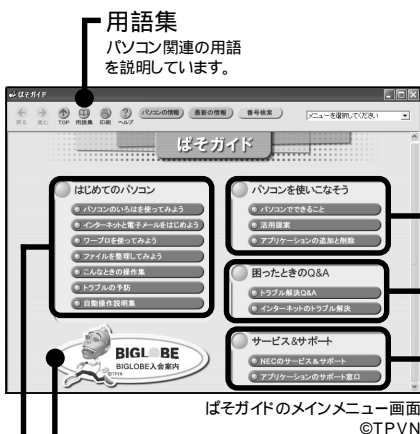 用語集
パソコン関連の用語
を説明しています。
ぱそガイド
戻る 進む TOP 用語集 印刷 ヘルプ パソコンの情報 最新の情報 番号検索 メニューを選択してください
ぱそガイド
はじめてのパソコン
パソコンのいろはを使ってみよう
インターネットと電子メールをはじめよう
ワープロを使ってみよう
ファイルを整理してみよう
こんなときの操作集
トラブルの予防
自動操作説明集
パソコンを使いこなそう
パソコンでできること
活用提案
アプリケーションの追加と削除
困ったときのQ&A
トラブル解決Q&A
インターネットのトラブル解決
サービス&サポート
NECのサービス&サポート
アプリケーションのサポート窓口
BIGLOBE
BIGLOBE入会案内
©TPVN
ぱそガイドのメインメニュー画面
©TPVN